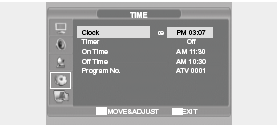 TIME
Clock PM 03:07
Timer Off
On Time AM 11:30
Off Time AM 10:30
Program No. ATV 0001
MOVE&ADJUST EXIT